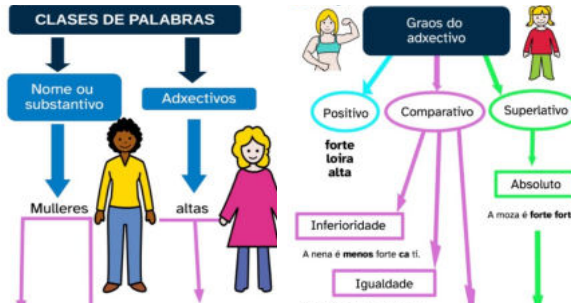 CLASES DE PALABRAS
Nome ou
substantivo
Adxectivos
Mulleres
altas
Graos do
adxectivo
Positivo
Comparativo
Superlativo
forte
loira
alta
Absoluto
A moza é forte fort
Inferioridade
A nena é menos forte ca ti.
Igualdade